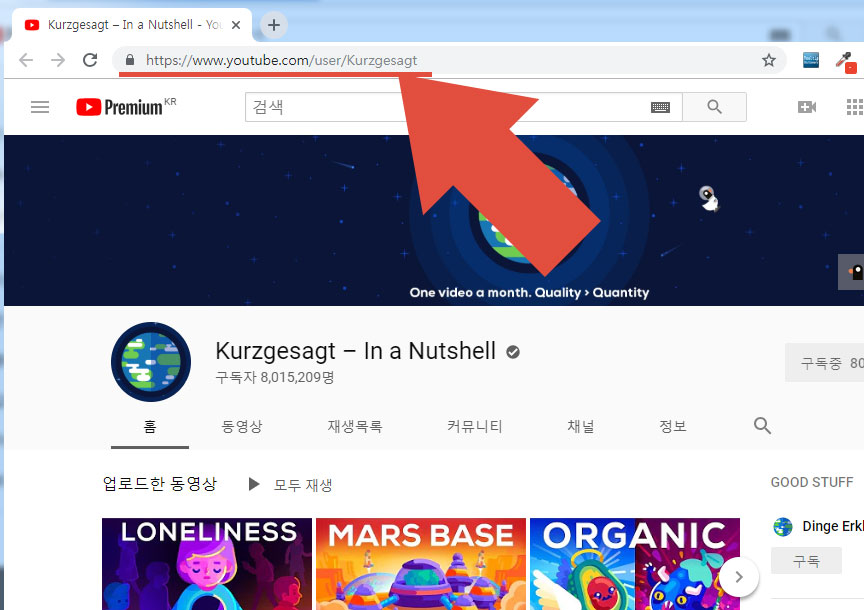 Kurzgesagt – In a Nutshell - You
https://www.youtube.com/user/Kurzgesagt
Premium KR
검색
One video a month. Quality > Quantity
Kurzgesagt – In a Nutshell
구독자 8,015,209명
구독중 80
홈 동영상 재생목록 커뮤니티 채널 정보
업로드한 동영상 모두 재생
GOOD STUFF
LONELINESS
MARS BASE
ORGANIC
Dinge Erkl
구독